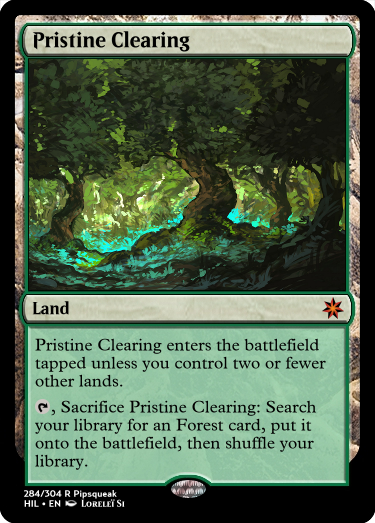 Pristine Clearing
Land
Pristine Clearing enters the battlefield
tapped unless you control two or fewer
other lands.
, Sacrifice Pristine Clearing: Search
your library for an Forest card, put it
onto the battlefield, then shuffle your
library.
284/304 R Pipsqueak
HIL • EN Loreleï Si